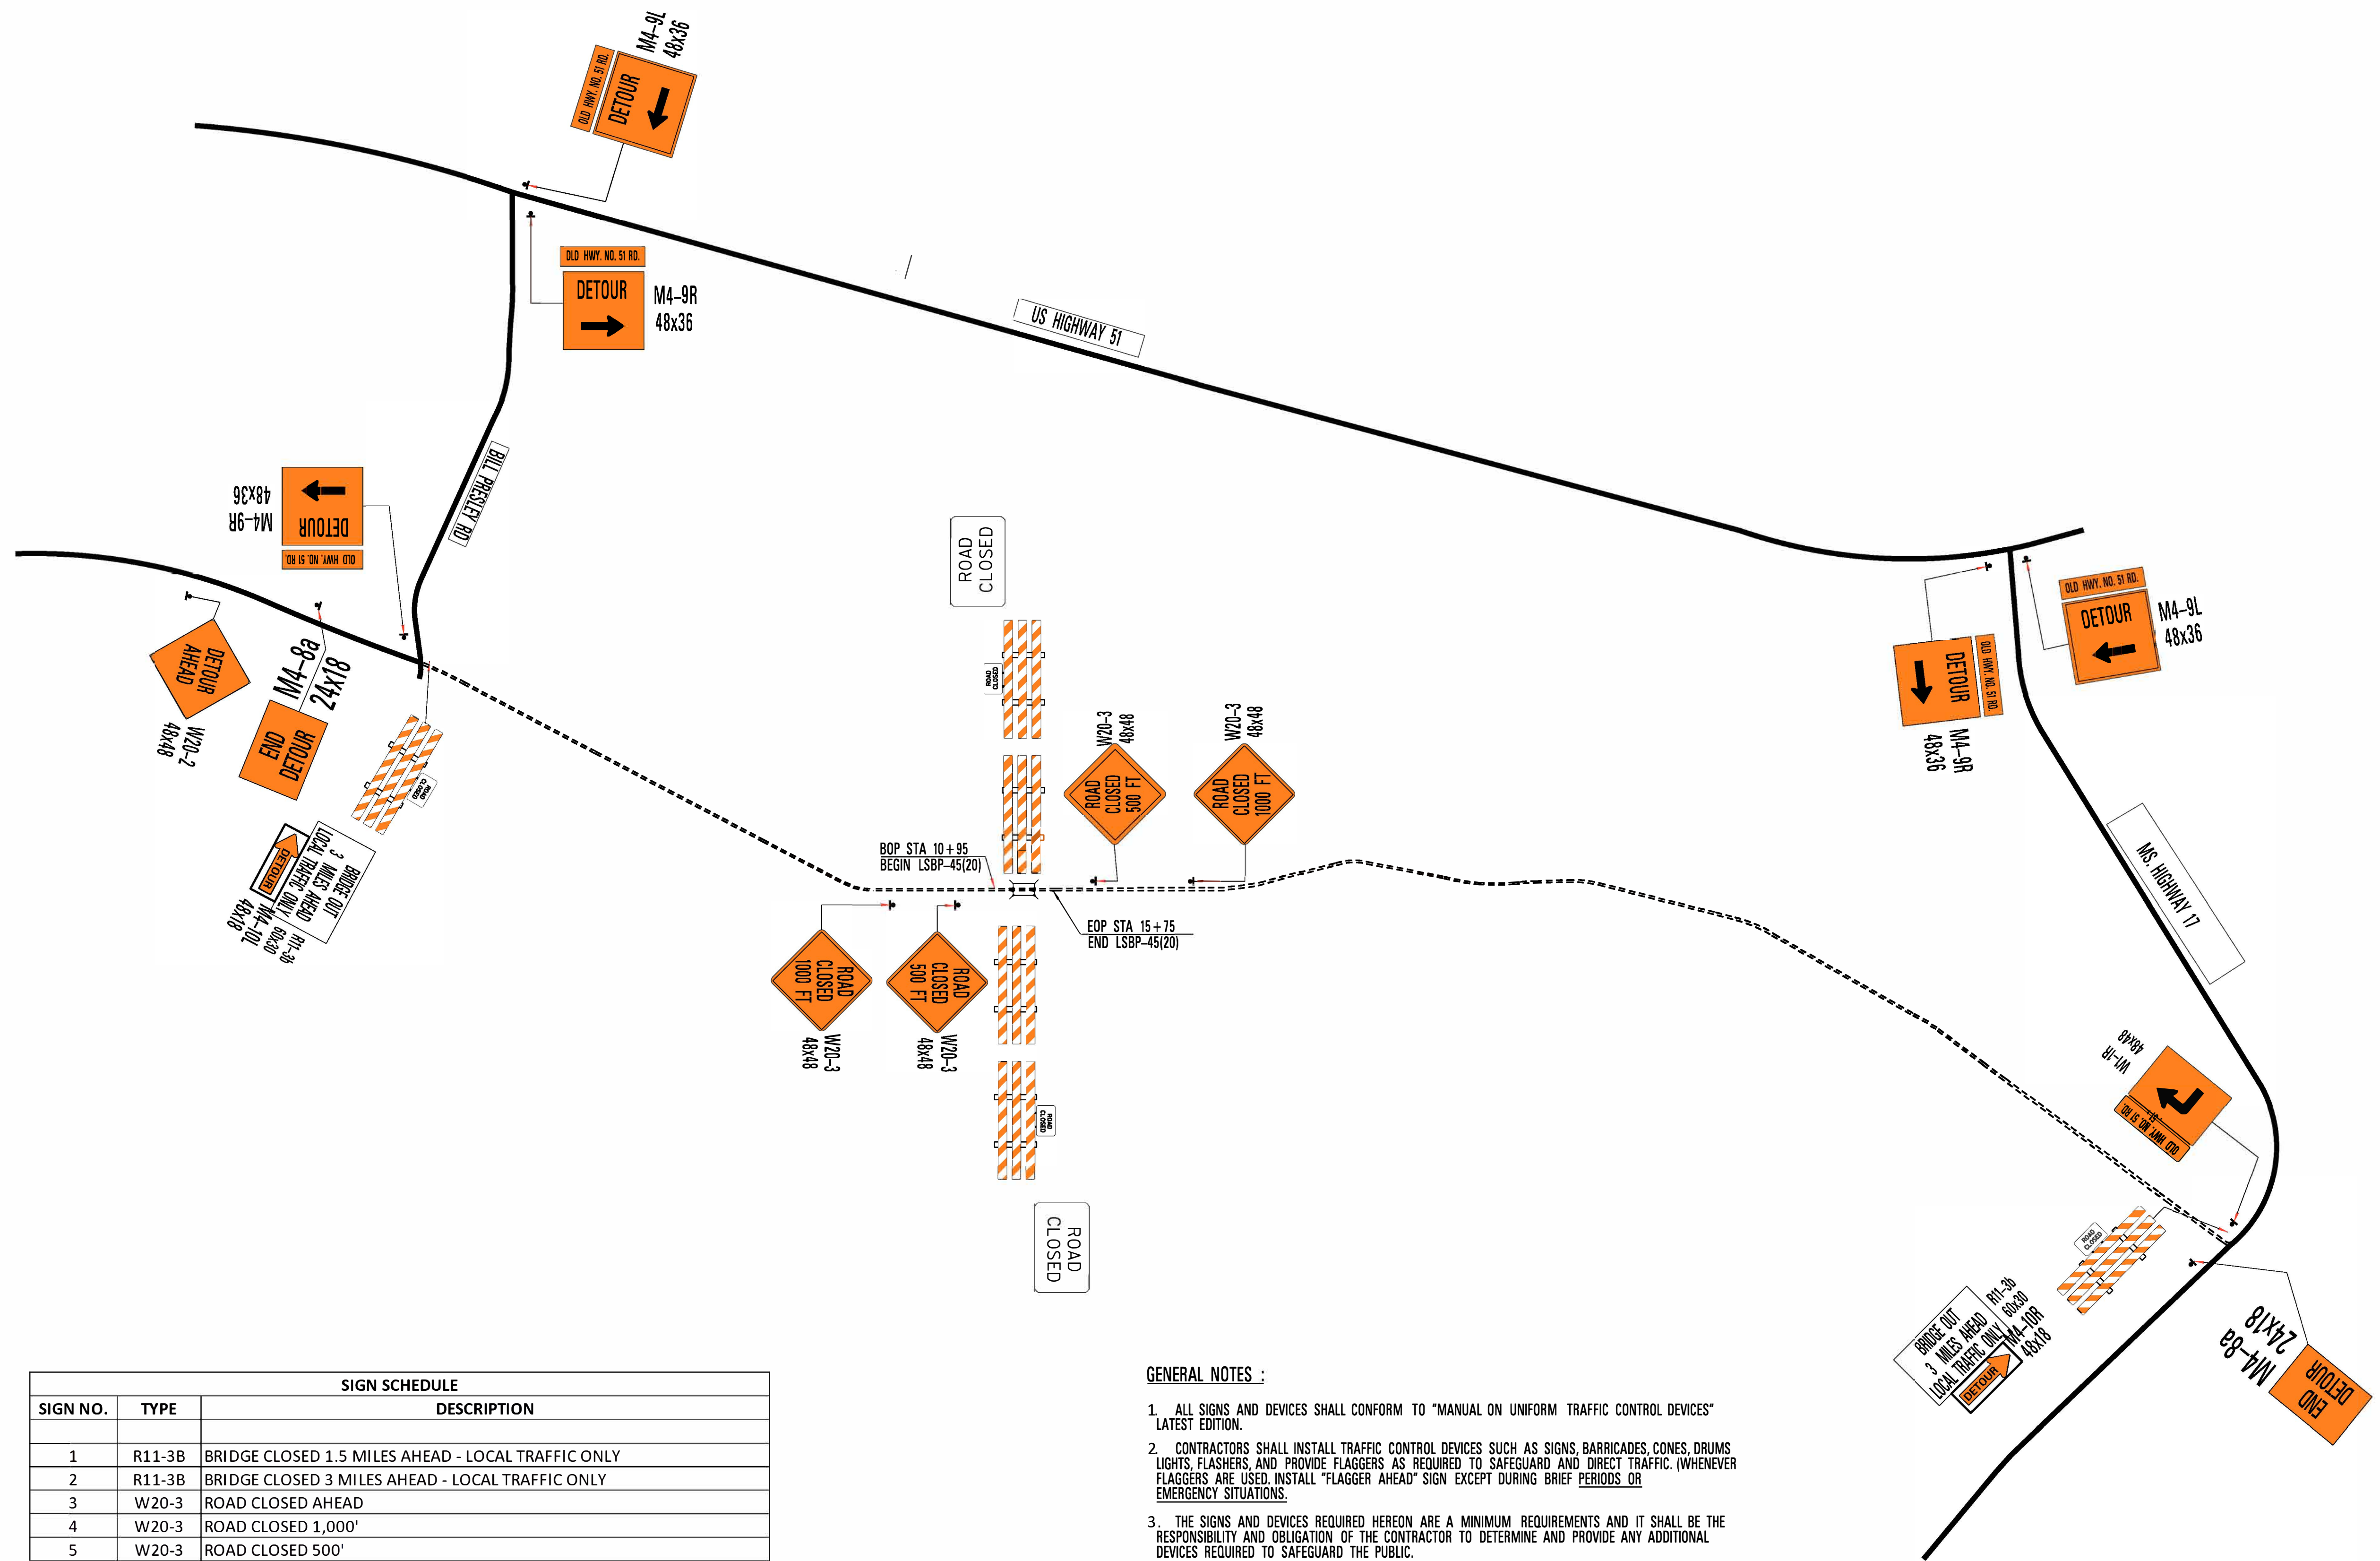 M4-9L
48x36
OLD HWY. NO. 51 RD.
DETOUR
OLD HWY. NO. 51 RD.
DETOUR
M4-9R
48x36
US HIGHWAY 51
BILL PRESLEY RD
48x36
M4-9R
DETOUR
OLD HWY. NO. 51 RD.
ROAD
CLOSED
OLD HWY. NO. 51 RD.
DETOUR
M4-9L
48x36
OLD HWY. NO. 51 RD.
DETOUR
M4-9R
48x36
DETOUR
AHEAD
W20-2
48x48
M4-8a
24x18
END
DETOUR
ROAD
CLOSED
BRIDGE OUT
3 MILES AHEAD
LOCAL TRAFFIC ONLY
DETOUR
R11-3b
60x30
M4-10L
48x18
ROAD
CLOSED
W20-3
48x48
ROAD
CLOSED
500 FT
W20-3
48x48
ROAD
CLOSED
1000 FT
BOP STA 10+95
BEGIN LSBP-45(20)
EOP STA 15+75
END LSBP-45(20)
ROAD
CLOSED
1000 FT
W20-3
48x48
ROAD
CLOSED
500 FT
W20-3
48x48
ROAD
CLOSED
ROAD
CLOSED
MS. HIGHWAY 17
W1-1R
48x48
OLD HWY. NO. 51 RD.
ROAD
CLOSED
BRIDGE OUT
3 MILES AHEAD
LOCAL TRAFFIC ONLY
DETOUR
R11-3b
60x30
M4-10R
48x18
M4-8a
24x18
END
DETOUR
SIGN SCHEDULE
SIGN NO. TYPE DESCRIPTION
1 R11-3B BRIDGE CLOSED 1.5 MILES AHEAD - LOCAL TRAFFIC ONLY
2 R11-3B BRIDGE CLOSED 3 MILES AHEAD - LOCAL TRAFFIC ONLY
3 W20-3 ROAD CLOSED AHEAD
4 W20-3 ROAD CLOSED 1,000'
5 W20-3 ROAD CLOSED 500'
GENERAL NOTES :
1. ALL SIGNS AND DEVICES SHALL CONFORM TO "MANUAL ON UNIFORM TRAFFIC CONTROL DEVICES"
LATEST EDITION.
2 CONTRACTORS SHALL INSTALL TRAFFIC CONTROL DEVICES SUCH AS SIGNS, BARRICADES, CONES, DRUMS
LIGHTS, FLASHERS, AND PROVIDE FLAGGERS AS REQUIRED TO SAFEGUARD AND DIRECT TRAFFIC. (WHENEVER
FLAGGERS ARE USED. INSTALL "FLAGGER AHEAD" SIGN EXCEPT DURING BRIEF PERIODS OR
EMERGENCY SITUATIONS.
3. THE SIGNS AND DEVICES REQUIRED HEREON ARE A MINIMUM REQUIREMENTS AND IT SHALL BE THE
RESPONSIBILITY AND OBLIGATION OF THE CONTRACTOR TO DETERMINE AND PROVIDE ANY ADDITIONAL
DEVICES REQUIRED TO SAFEGUARD THE PUBLIC.